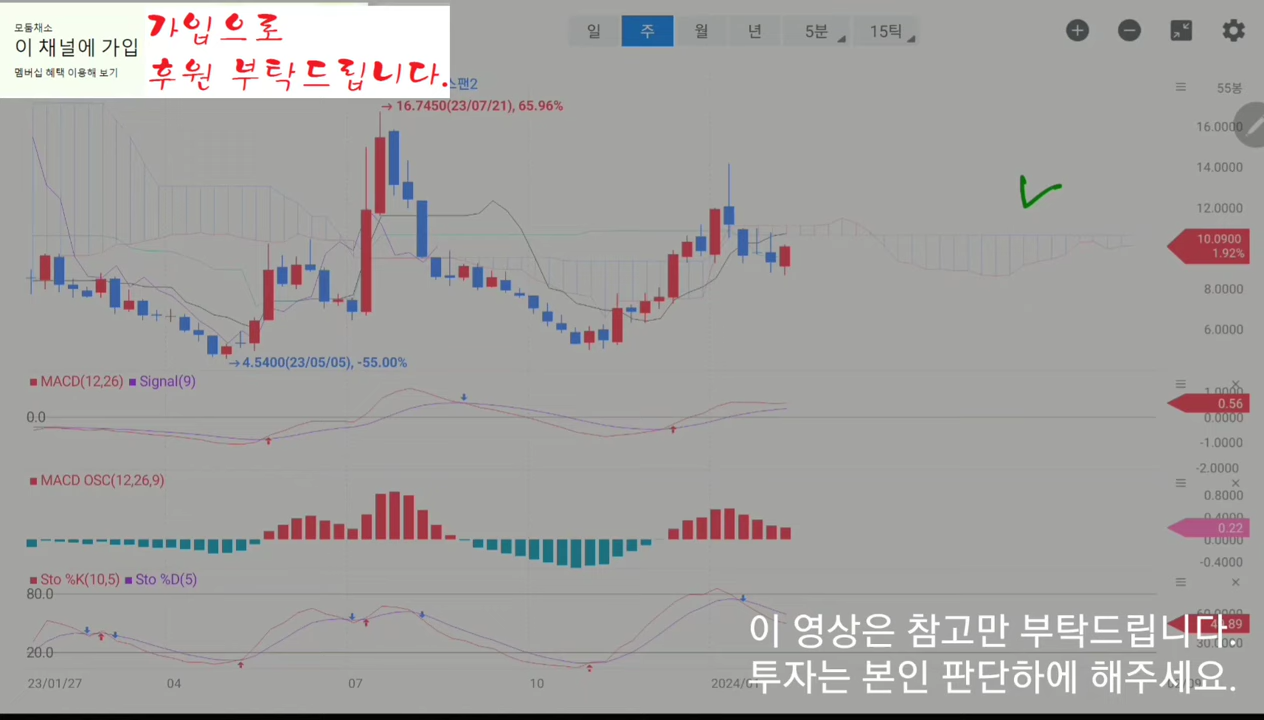 모둠채소
이 채널에 가입
멤버십 혜택 이용해 보기
가입으로
후원 부탁드립니다.
일 주 월 년 5분 15틱
스팬2
55봉
→ 16.7450(23/07/21), 65.96%
16.0000
14.0000
12.0000
10.0900
1.92%
8.0000
6.0000
→4.5400(23/05/05), -55.00%
MACD(12,26) Signal(9)
1.0000
0.56
0.0
0.0000
-1.0000
-2.0000
MACD OSC(12,26,9)
0.8000
0.4000
0.22
0.0000
-0.4000
Sto %K(10,5) Sto %D(5)
80.0
20.0
이 영상은 참고만 부탁드립니다.
투자는 본인 판단하에 해주세요.
23/01/27 04 07 10